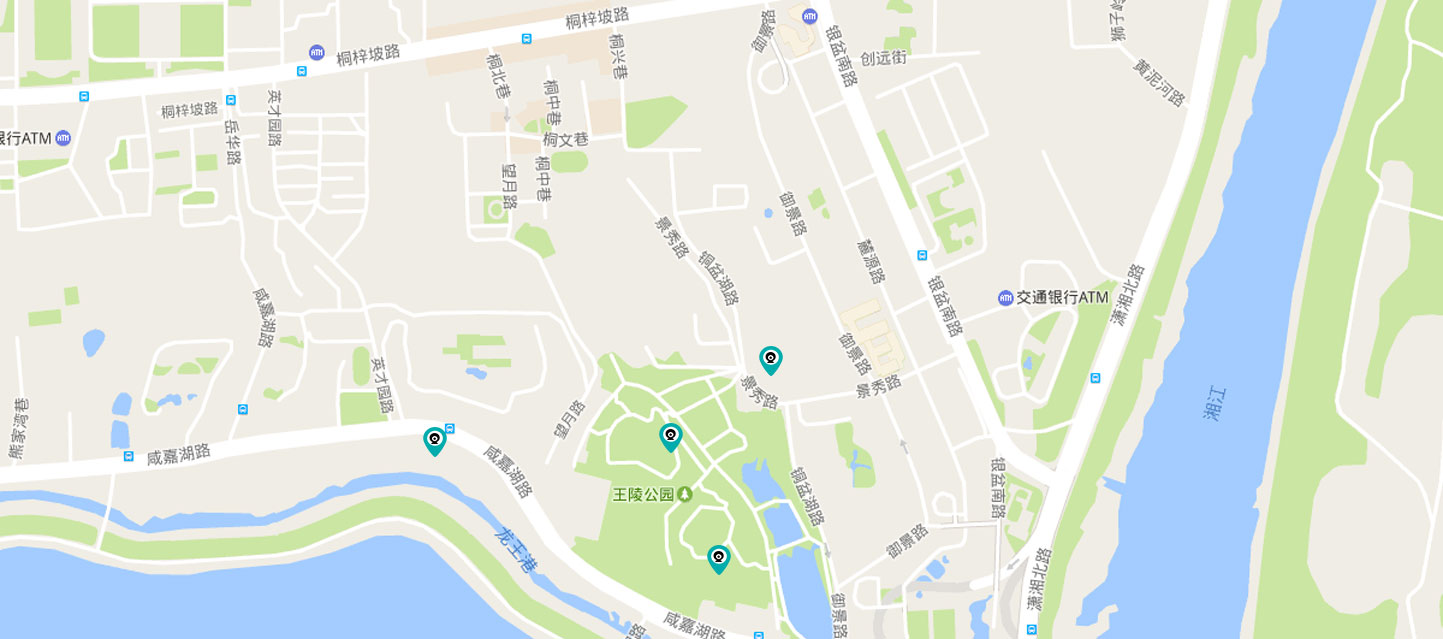 桐梓坡路
桐梓坡路
桐梓坡路
桐兴巷
桐北巷
桐中巷
桐文巷
桐中巷
望月路
英才园路
岳华路
银行ATM
ATM
ATM
ATM
ATM
御景路
银盆南路
创远街
黄泥河路
景秀路
铜盆湖路
御景路
麓源路
银盆南路
交通银行ATM
潇湘北路
咸嘉湖路
英才园路
御景路
景秀路
景秀路
湘江
熊家湾巷
咸嘉湖路
望月路
咸嘉湖路
王陵公园
铜盆湖路
银盆南路
御景路
龙王港
潇湘北路
咸嘉湖路
御景路